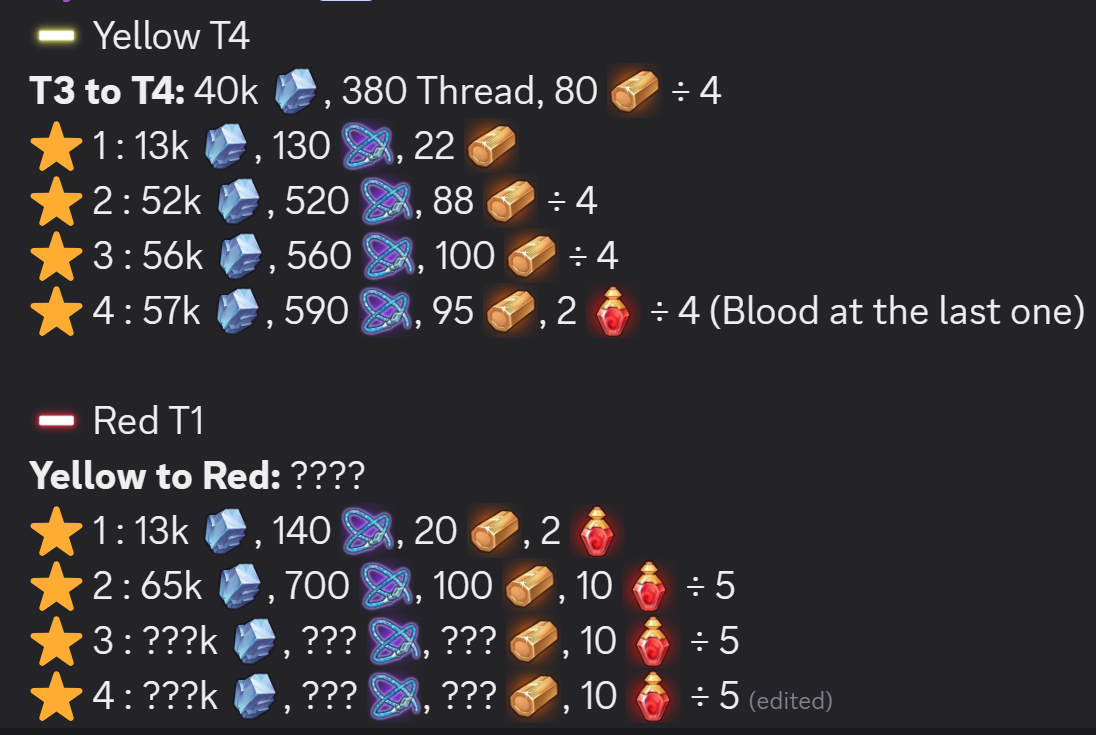 Yellow T4
T3 to T4: 40k , 380 Thread, 80 ÷ 4
1 : 13k , 130 , 22
2 : 52k , 520 , 88 ÷ 4
3 : 56k , 560 , 100 ÷ 4
4 : 57k , 590 , 95 , 2 ÷ 4 (Blood at the last one)
Red T1
Yellow to Red: ????
1 : 13k , 140 , 20 , 2
2 : 65k , 700 , 100 , 10 ÷ 5
3 : ???k , ??? , ??? , 10 ÷ 5
4 : ???k , ??? , ??? , 10 ÷ 5 (edited)